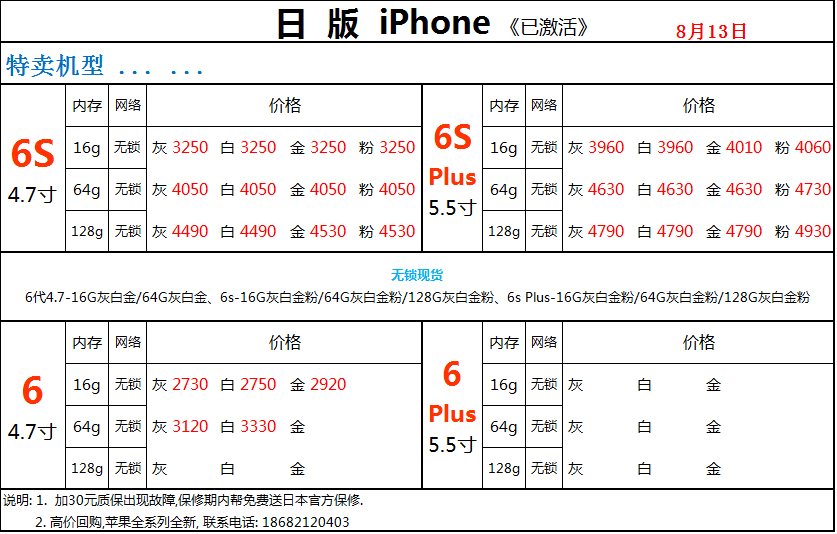 日 版 iPhone 《已激活》 8月13日
特卖机型 ... ...
6S
4.7寸
内存 网络 价格
16g 无锁 灰 3250 白 3250 金 3250 粉 3250
64g 无锁 灰 4050 白 4050 金 4050 粉 4050
128g 无锁 灰 4490 白 4490 金 4530 粉 4530
6S
Plus
5.5寸
内存 网络 价格
16g 无锁 灰 3960 白 3960 金 4010 粉 4060
64g 无锁 灰 4630 白 4630 金 4630 粉 4730
128g 无锁 灰 4790 白 4790 金 4790 粉 4930
无锁现货
6代4.7-16G灰白金/64G灰白金、6s-16G灰白金粉/64G灰白金粉/128G灰白金粉、6s Plus-16G灰白金粉/64G灰白金粉/128G灰白金粉
6
4.7寸
内存 网络 价格
16g 无锁 灰 2730 白 2750 金 2920
64g 无锁 灰 3120 白 3330 金
128g 无锁 灰 白 金
6
Plus
5.5寸
内存 网络 价格
16g 无锁 灰 白 金
64g 无锁 灰 白 金
128g 无锁 灰 白 金
说明: 1. 加30元质保出现故障,保修期内帮免费送日本官方保修.
2. 高价回购,苹果全系列全新, 联系电话: 18682120403